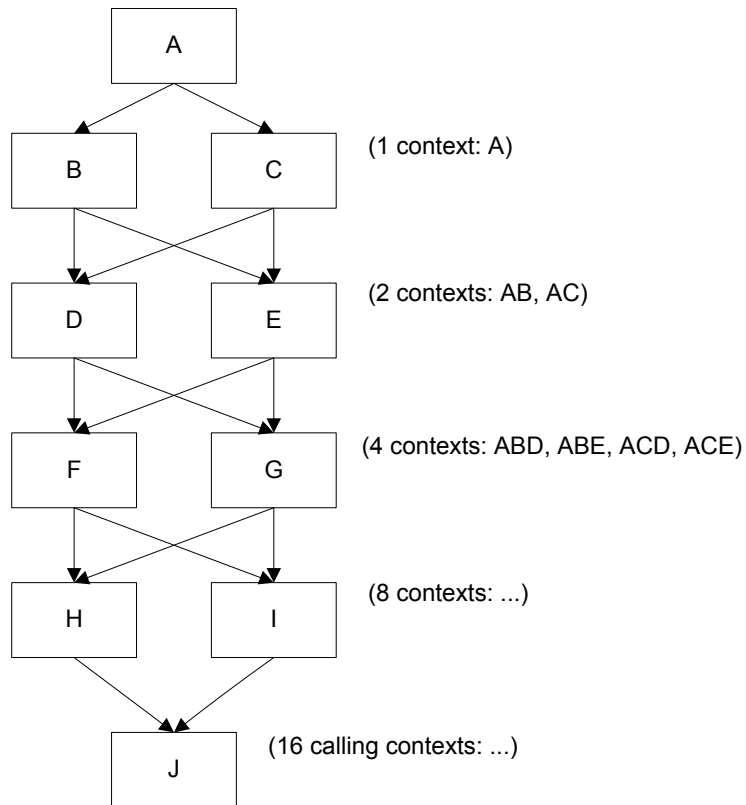 A
B
C
(1 context: A)
D
E
(2 contexts: AB, AC)
F
G
(4 contexts: ABD, ABE, ACD, ACE)
H
I
(8 contexts: ...)
J
(16 calling contexts: ...)